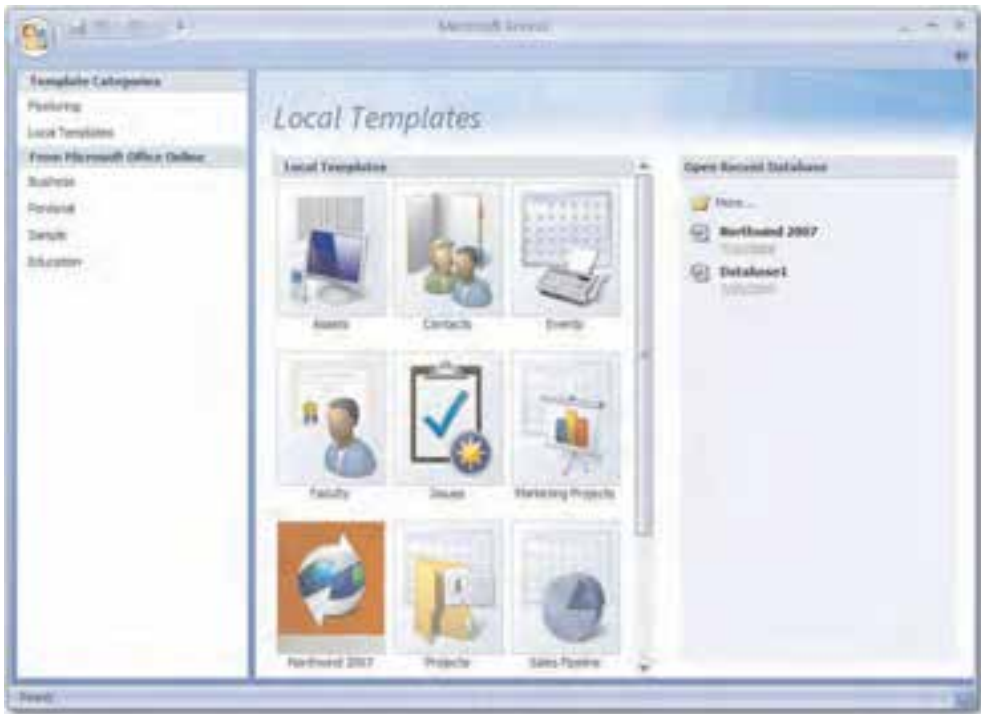 Microsoft Access
Template Categories
Featuring
Local Templates
From Microsoft Office Online
Business
Personal
Sample
Education
Local Templates
Local Templates
Assets
Contacts
Events
Faculty
Issues
Marketing Projects
Northwind 2007
Projects
Sales Pipeline
Open Recent Database
More...
Northwind 2007
Database1
Ready